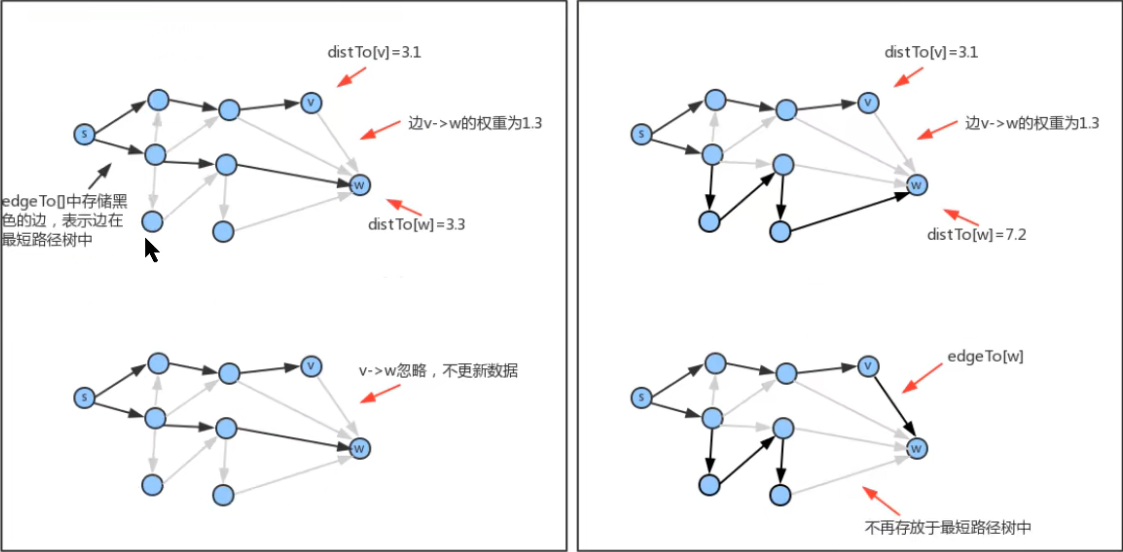 distTo[v]=3.1
v
边v->w的权重为1.3
s
w
edgeTo[]中存储黑
色的边，表示边在
最短路径树中
distTo[w]=3.3
v
v->w忽略，不更新数据
s
w
distTo[v]=3.1
v
边v->w的权重为1.3
s
w
distTo[w]=7.2
edgeTo[w]
v
s
w
不再存放于最短路径树中